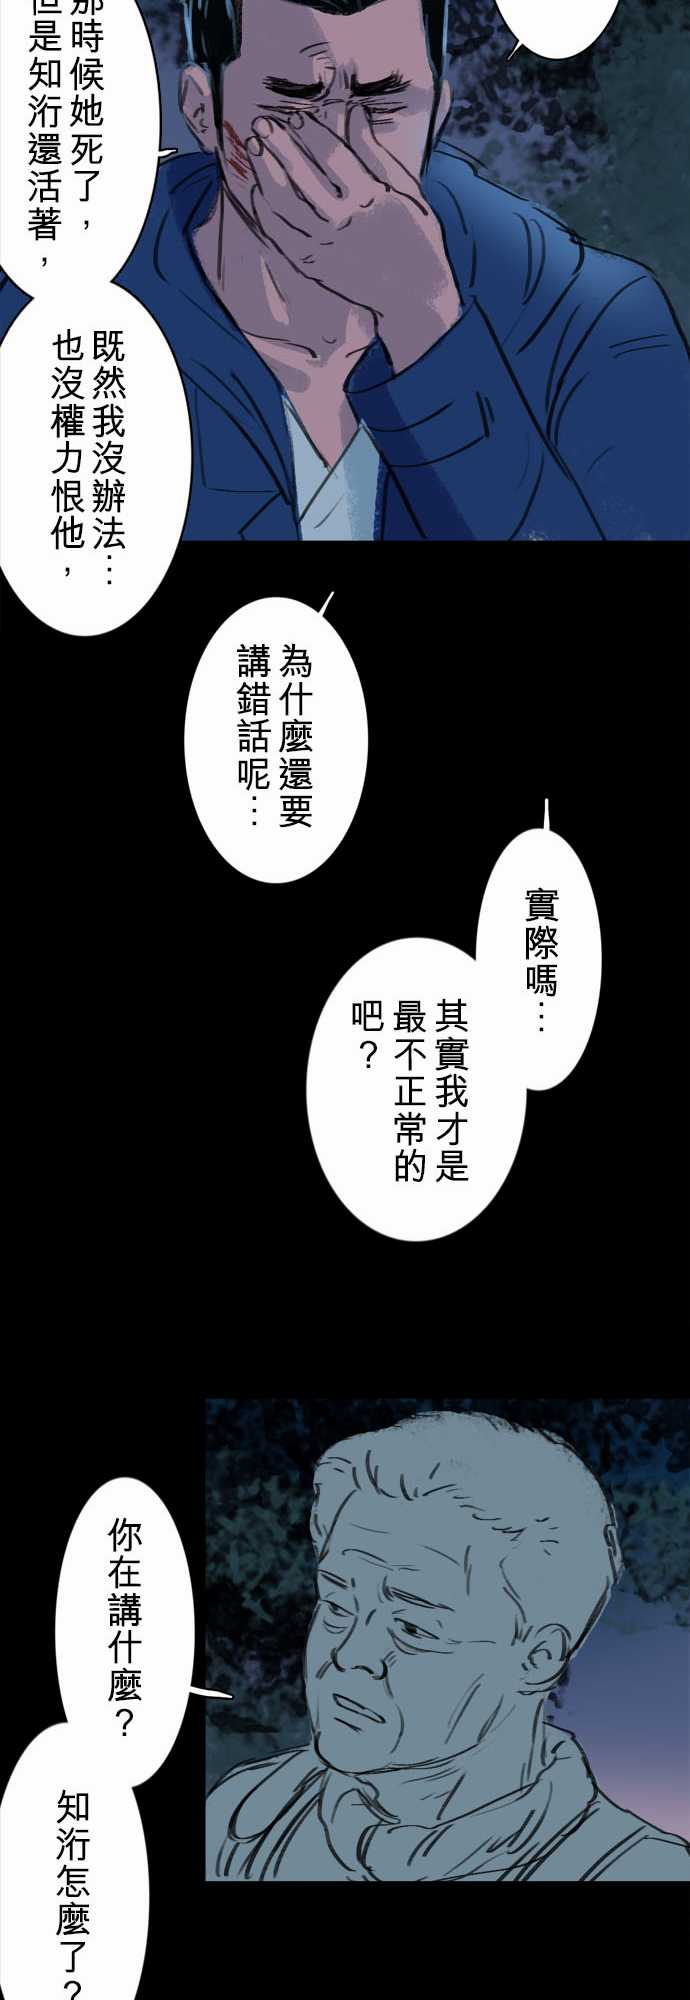 那時候她死了，
但是知洐還活著，
既然我沒辦法…
也沒權力恨他，
為什麼還要
講錯話呢…
實際嗎…
其實我才是
最不正常的
吧？
你在講什麼？
知洐怎麼了？